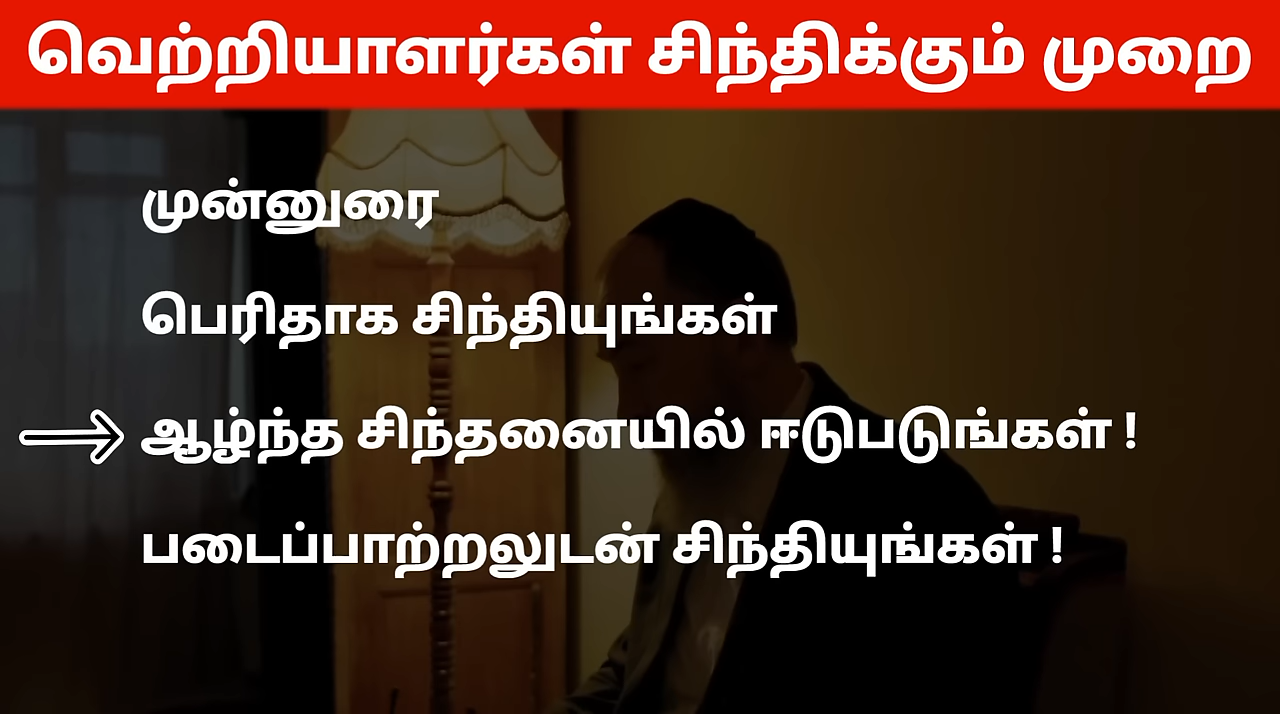 வெற்றியாளர்கள் சிந்திக்கும் முறை
முன்னுரை
பெரிதாக சிந்தியுங்கள்
ஆழ்ந்த சிந்தனையில் ஈடுபடுங்கள் !
படைப்பாற்றலுடன் சிந்தியுங்கள் !